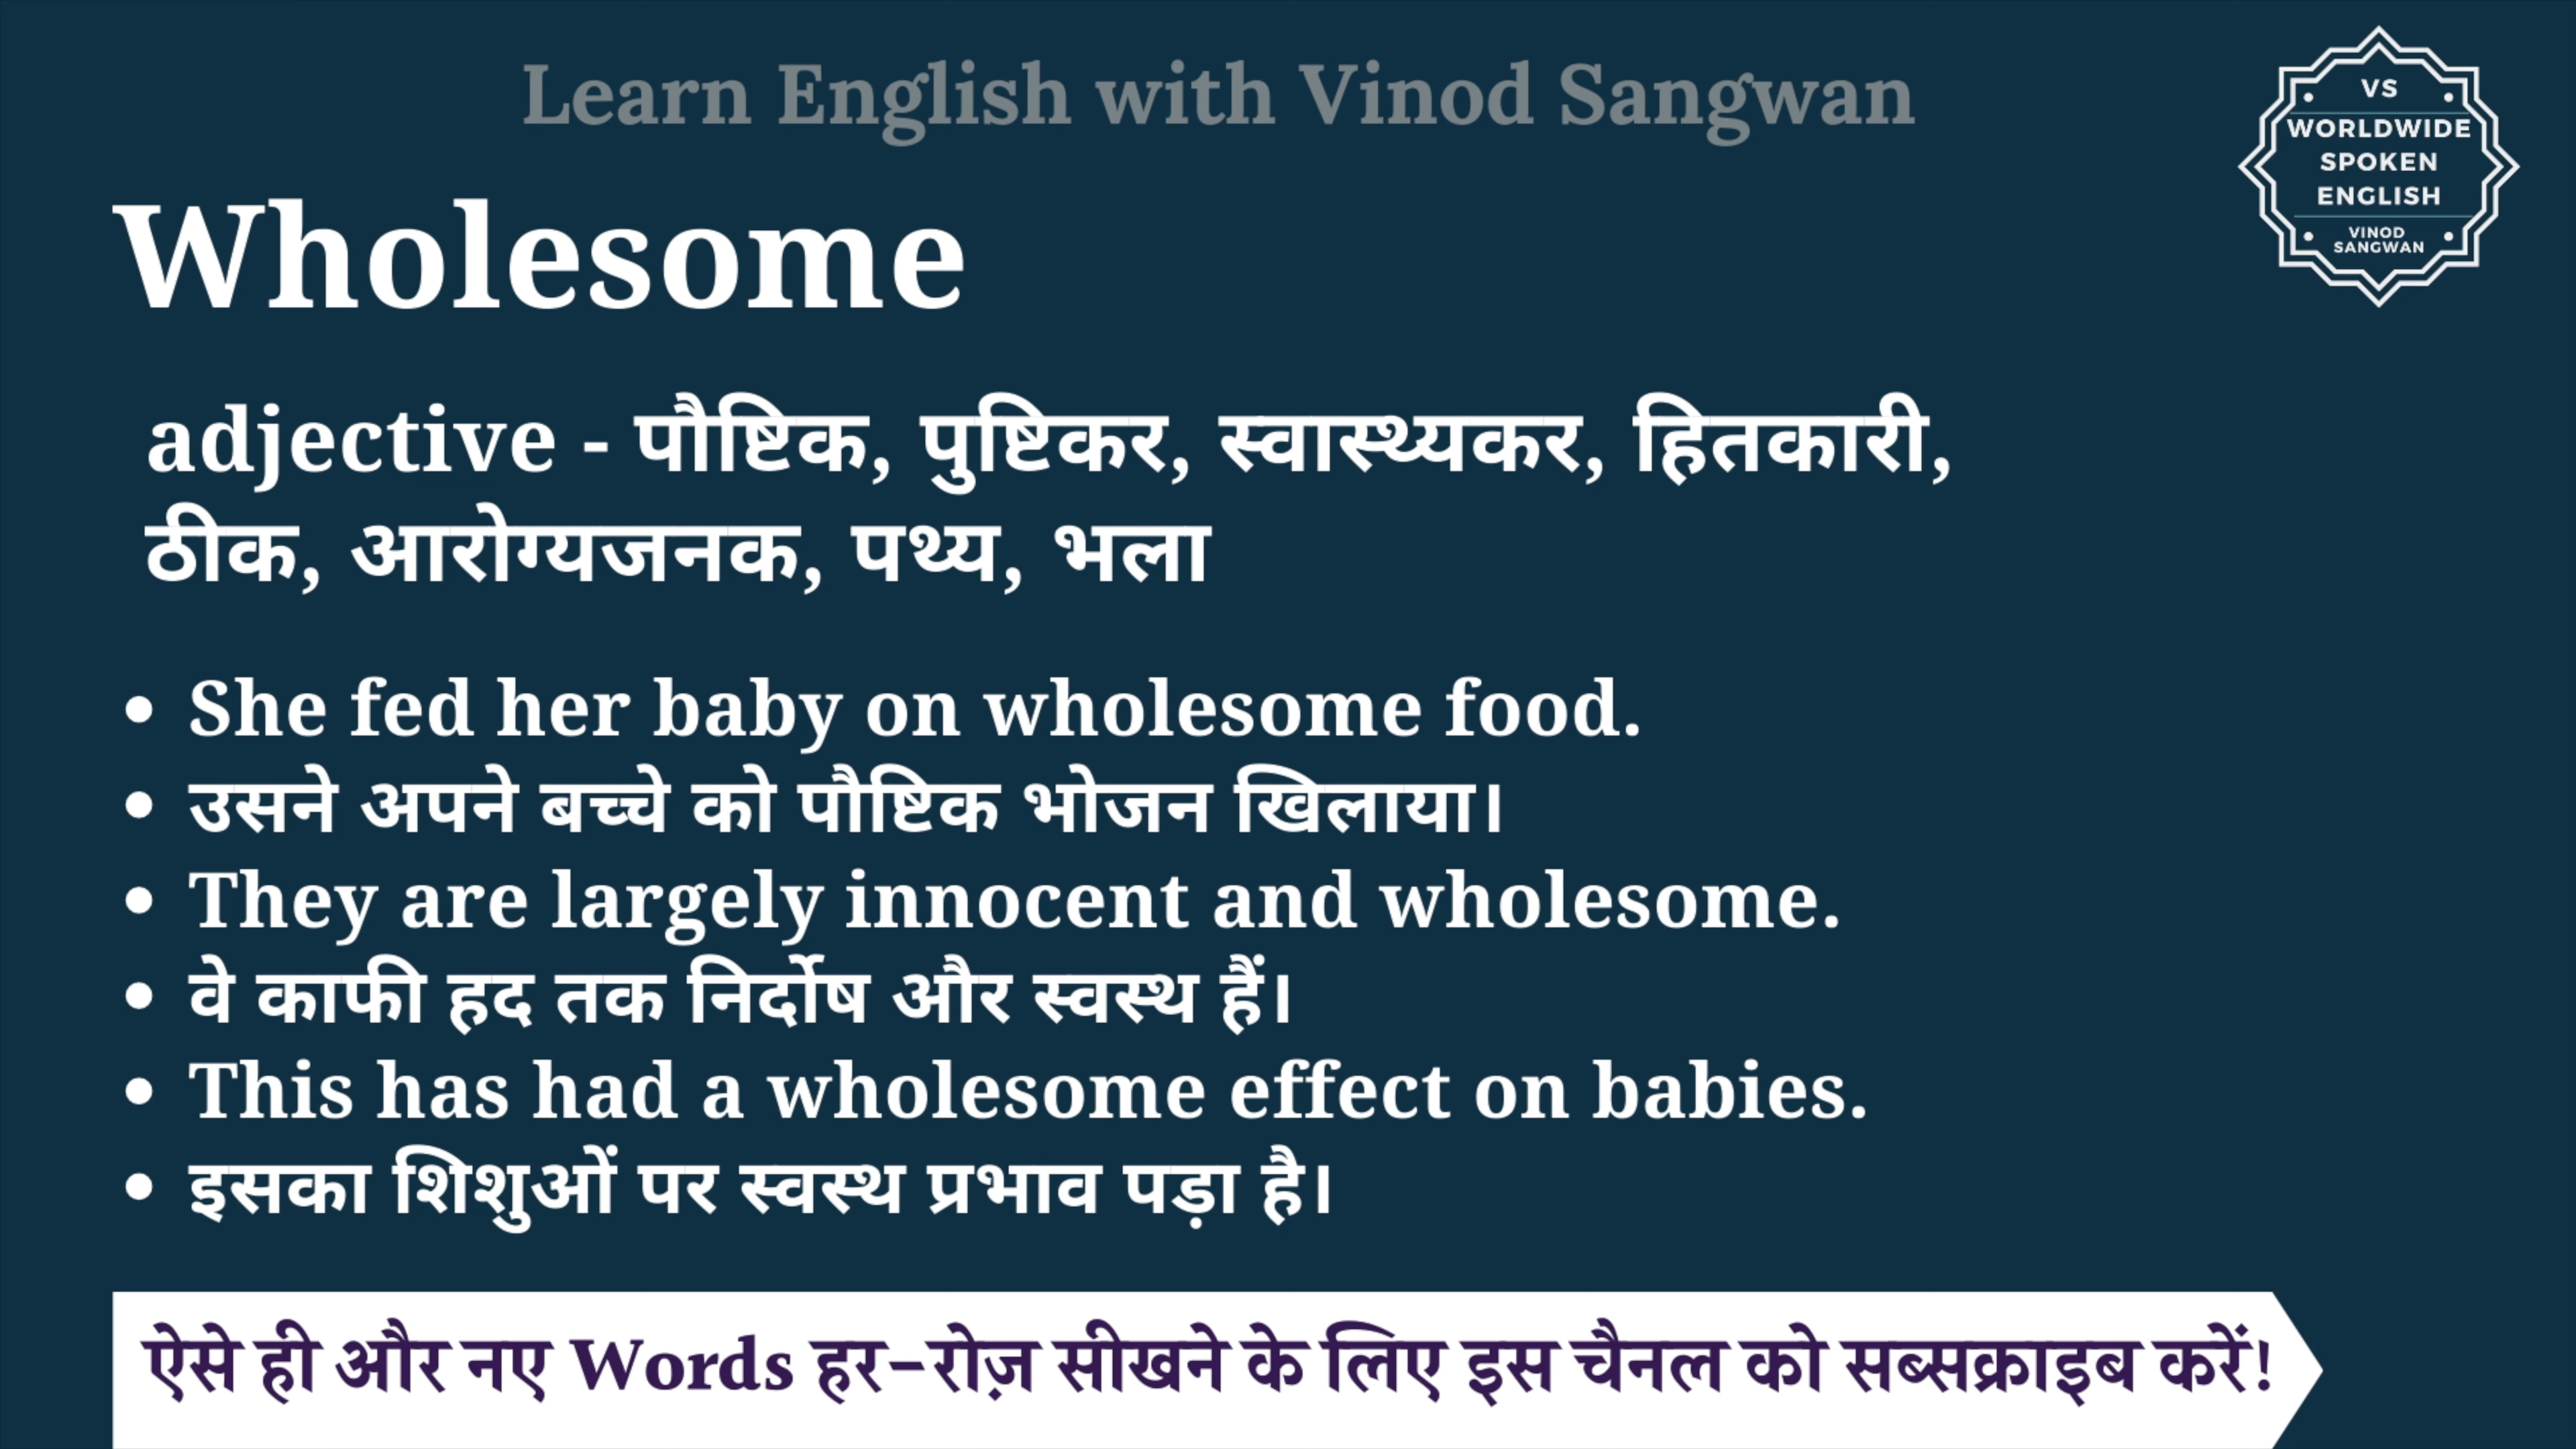 Learn English with Vinod Sangwan
VS
WORLDWIDE
SPOKEN
ENGLISH
VINOD
SANGWAN
Wholesome
adjective - पौष्टिक, पुष्टिकर, स्वास्थ्यकर, हितकारी,
ठीक, आरोग्यजनक, पथ्य, भला
• She fed her baby on wholesome food.
• उसने अपने बच्चे को पौष्टिक भोजन खिलाया।
• They are largely innocent and wholesome.
• वे काफी हद तक निर्दोष और स्वस्थ हैं।
• This has had a wholesome effect on babies.
• इसका शिशुओं पर स्वस्थ प्रभाव पड़ा है।
ऐसे ही और नए Words हर-रोज़ सीखने के लिए इस चैनल को सब्सक्राइब करें!